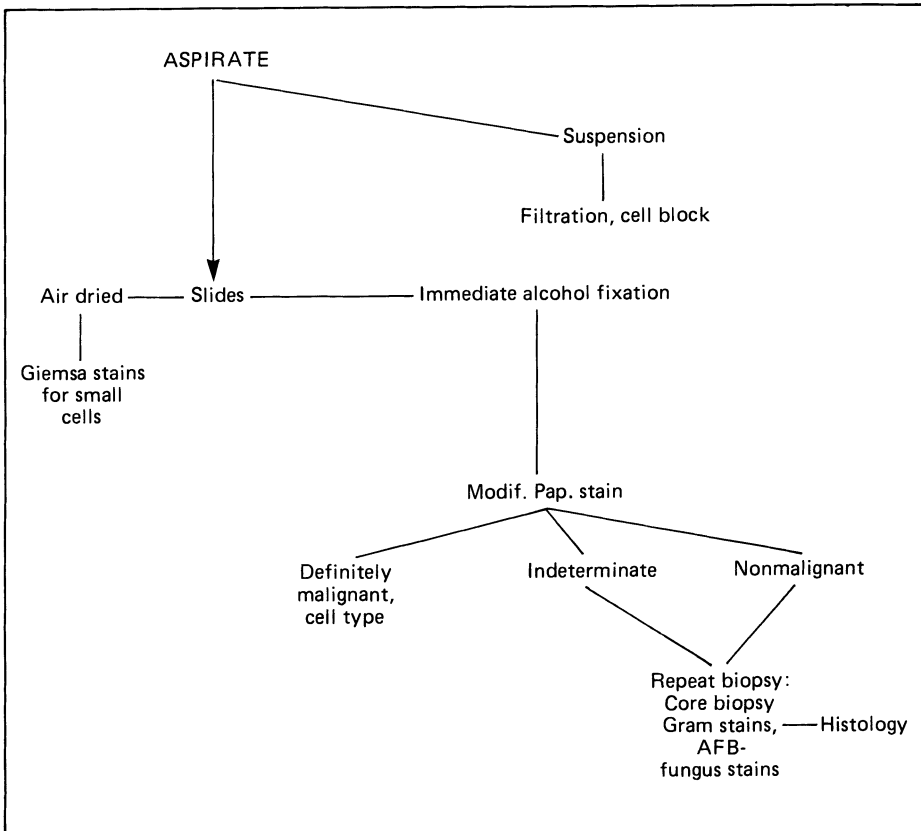 ASPIRATE
Suspension
Filtration, cell block
Air dried
Slides
Immediate alcohol fixation
Giemsa stains
for small
cells
Modif. Pap. stain
Definitely
malignant,
cell type
Indeterminate
Nonmalignant
Repeat biopsy:
Core biopsy
Gram stains,
Histology
AFB-
fungus stains